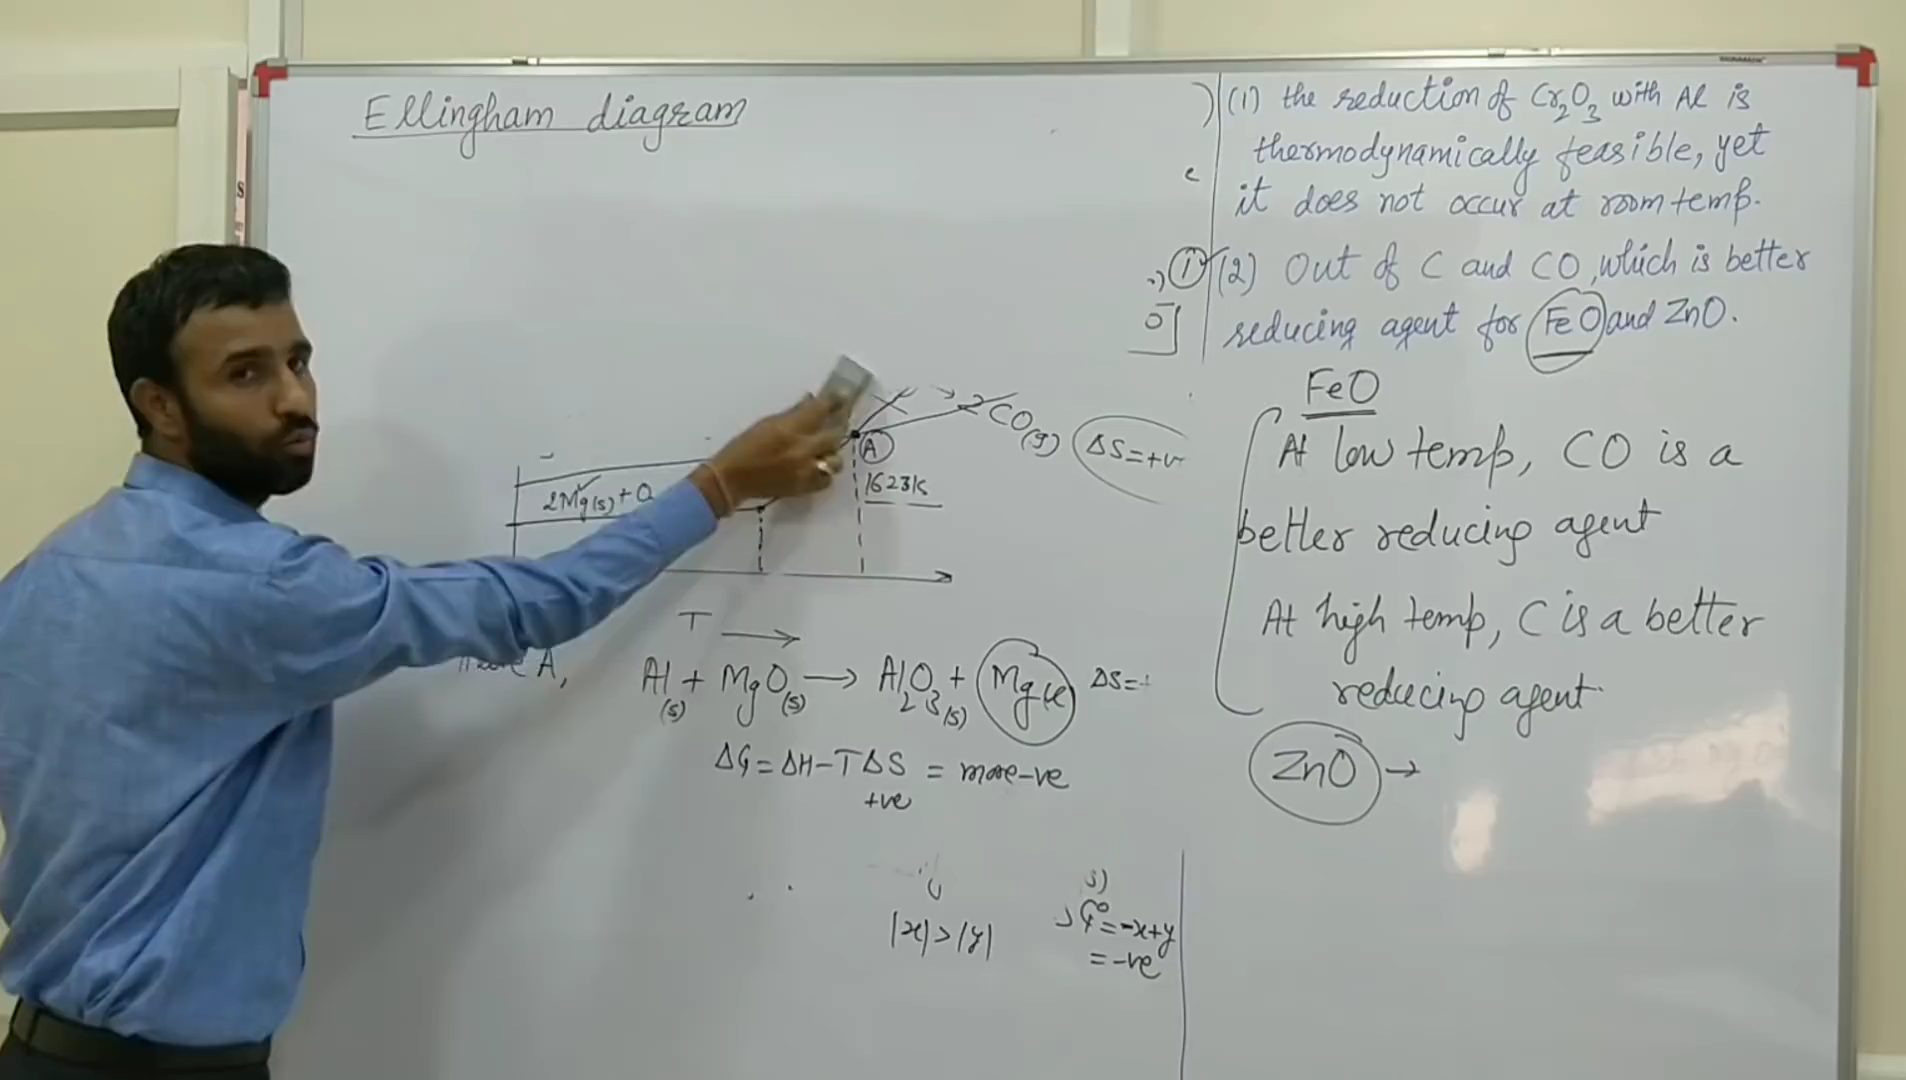 Ellingham diagram
2Mg(s) + O
A
1623K
2CO(g)
ΔS=+v
T
A,
Al(s) + MgO(s) → Al2O3(s) + Mg(l) ΔS=
ΔG = ΔH-TΔS = more-ve
+ve
|x|>|y|
G°=-x+y
=-ve
(1) the reduction of Cr2O3 with Al is
thermodynamically feasible, yet
it does not occur at room temp.
(2) Out of C and CO, which is better
reducing agent for FeO and ZnO.
FeO
At low temp, CO is a
better reducing agent
At high temp, C is a better
reducing agent.
ZnO →